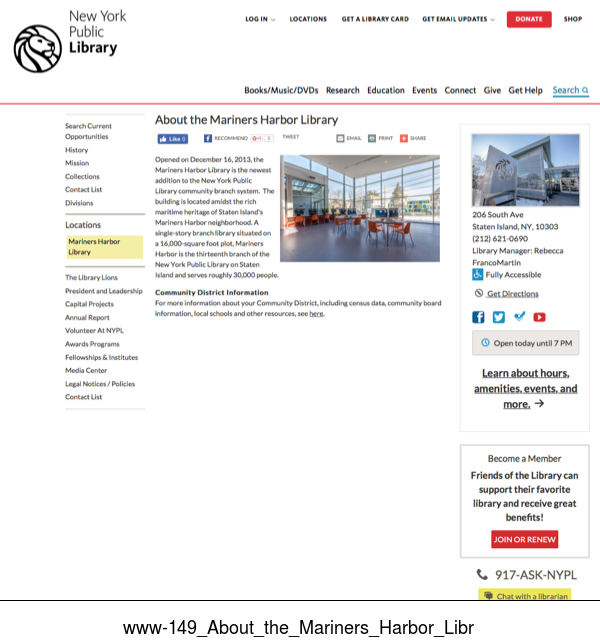 New York
Public
Library
LOG IN
LOCATIONS
GET A LIBRARY CARD
GET EMAIL UPDATES
DONATE
SHOP
Books/Music/DVDs Research Education Events Connect Give Get Help Search
Search Current
Opportunities
History
Mission
Collections
Contact List
Divisions
Locations
Mariners Harbor
Library
The Library Lions
President and Leadership
Capital Projects
Annual Report
Volunteer At NYPL
Awards Programs
Fellowships & Institutes
Media Center
Legal Notices / Policies
Contact List
About the Mariners Harbor Library
Like 0
RECOMMEND
G+1 0
TWEET
EMAIL
PRINT
SHARE
Opened on December 16, 2013, the
Mariners Harbor Library is the newest
addition to the New York Public
Library community branch system. The
building is located amidst the rich
maritime heritage of Staten Island's
Mariners Harbor neighborhood. A
single-story branch library situated on
a 16,000-square foot plot, Mariners
Harbor is the thirteenth branch of the
New York Public Library on Staten
Island and serves roughly 30,000 people.
Community District Information
For more information about your Community District, including census data, community board
information, local schools and other resources, see here.
206 South Ave
Staten Island, NY, 10303
(212) 621-0690
Library Manager: Rebecca
FrancoMartin
Fully Accessible
Get Directions
Open today until 7 PM
Learn about hours,
amenities, events, and
more. →
Become a Member
Friends of the Library can
support their favorite
library and receive great
benefits!
JOIN OR RENEW
917-ASK-NYPL
Chat with a librarian
www-149_About_the_Mariners_Harbor_Libr